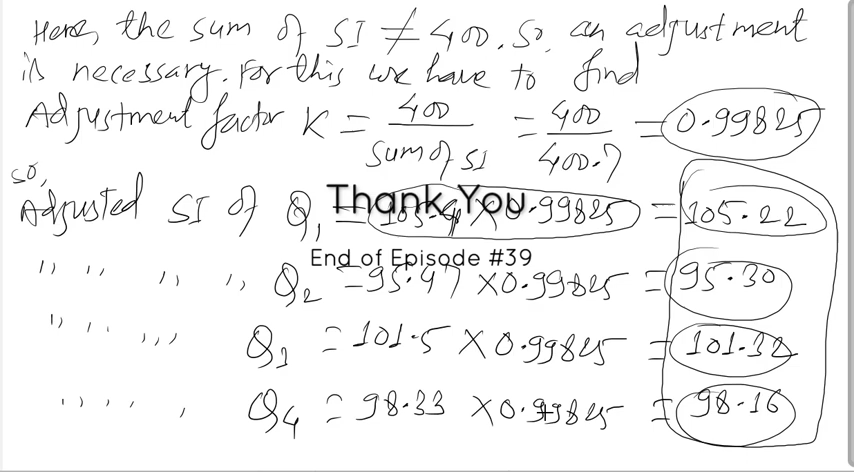 Here, the sum of SI ≠ 400. So, an adjustment
is necessary. For this we have to find
Adjustment factor K = 400 / Sum of SI = 400 / 400.7 = 0.99825
so,
Adjusted SI of Q1 = × 0.99825 = 105.22
Thank You
End of Episode #39
" " " " Q2 = 95.47 × 0.99825 = 95.30
" " " Q3 = 101.5 × 0.99825 = 101.32
" " " Q4 = 98.33 × 0.99825 = 98.16